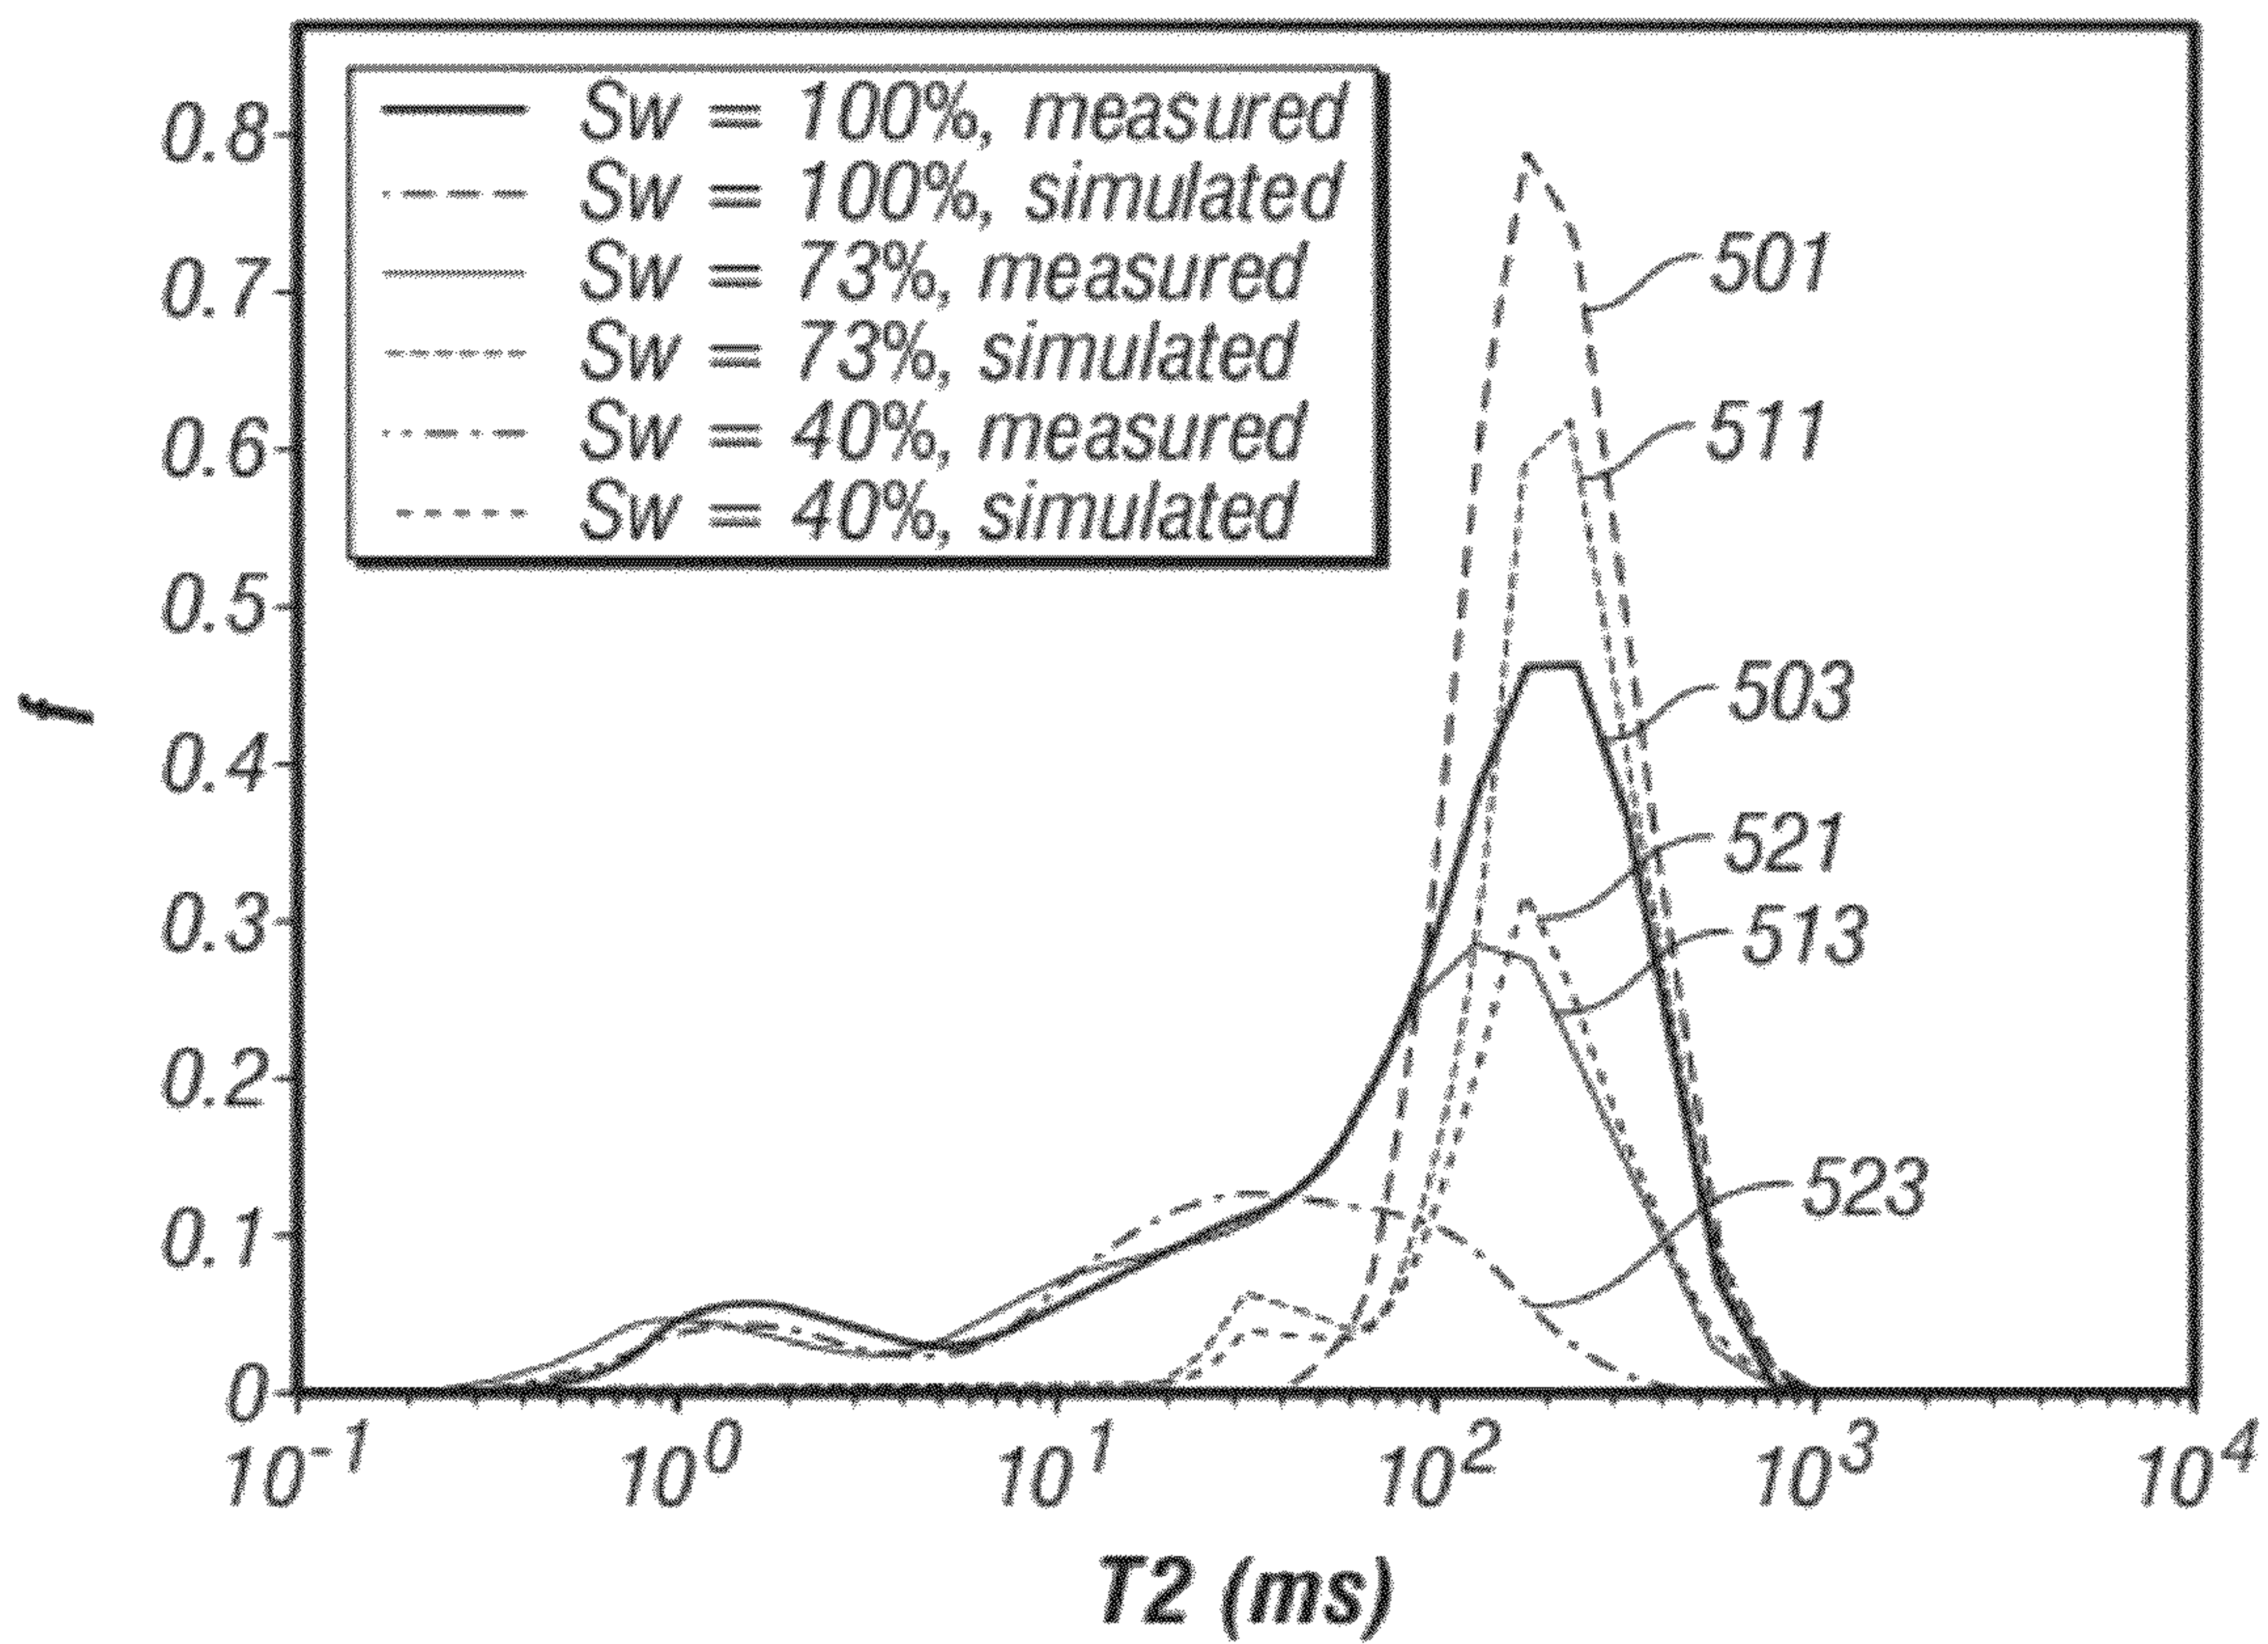 Sw = 100%, measured
Sw = 100%, simulated
Sw = 73%, measured
Sw = 73%, simulated
Sw = 40%, measured
Sw = 40%, simulated
0.8
0.7
0.6
0.5
0.4
0.3
0.2
0.1
0
f
501
511
503
521
513
523
10⁻¹ 10⁰ 10¹ 10² 10³ 10⁴
T2 (ms)